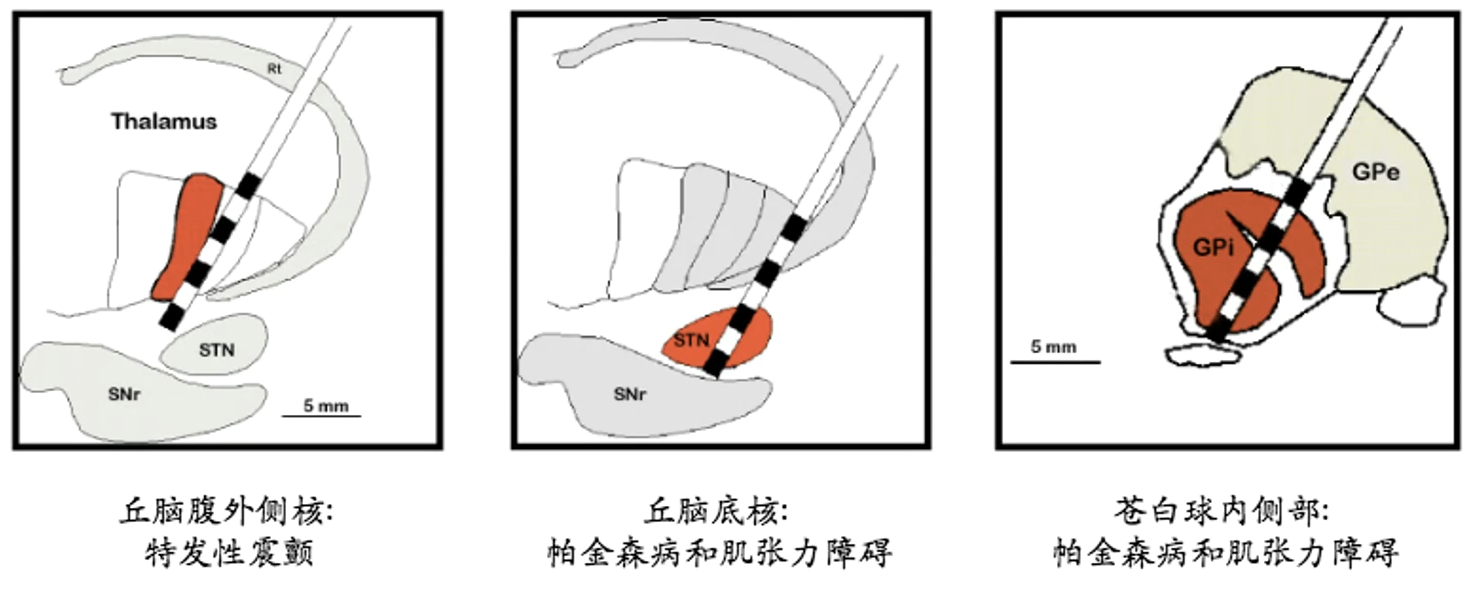 Rt
Thalamus
STN
SNr
5 mm
STN
SNr
GPe
GPi
5 mm
丘脑腹外侧核:
特发性震颤
丘脑底核:
帕金森病和肌张力障碍
苍白球内侧部:
帕金森病和肌张力障碍